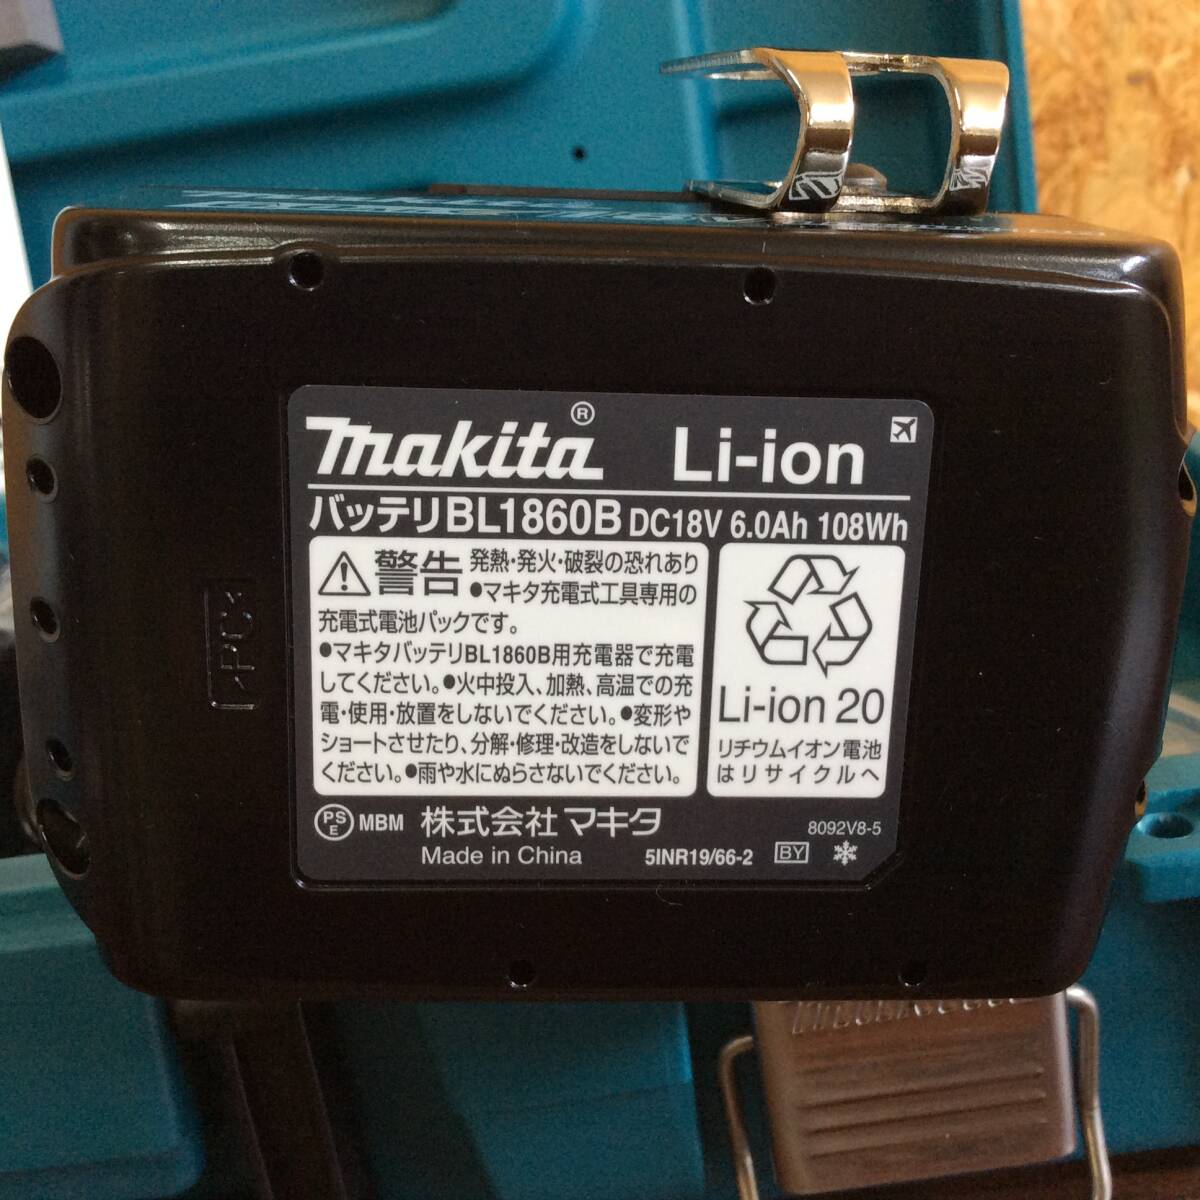 makita® Li-ion
バッテリBL1860B DC18V 6.0Ah 108Wh
警告 発熱・発火・破裂の恐れあり
●マキタ充電式工具専用の
充電式電池パックです。
●マキタバッテリBL1860B用充電器で充電
してください。●火中投入、加熱、高温での充
電・使用・放置をしないでください。●変形や
ショートさせたり、分解・修理・改造をしないで
ください。●雨や水にぬらさないでください。
Li-ion 20
リチウムイオン電池
はリサイクルへ
PSE MBM 株式会社マキタ
8092V8-5
Made in China
5INR19/66-2 BY
>PC<